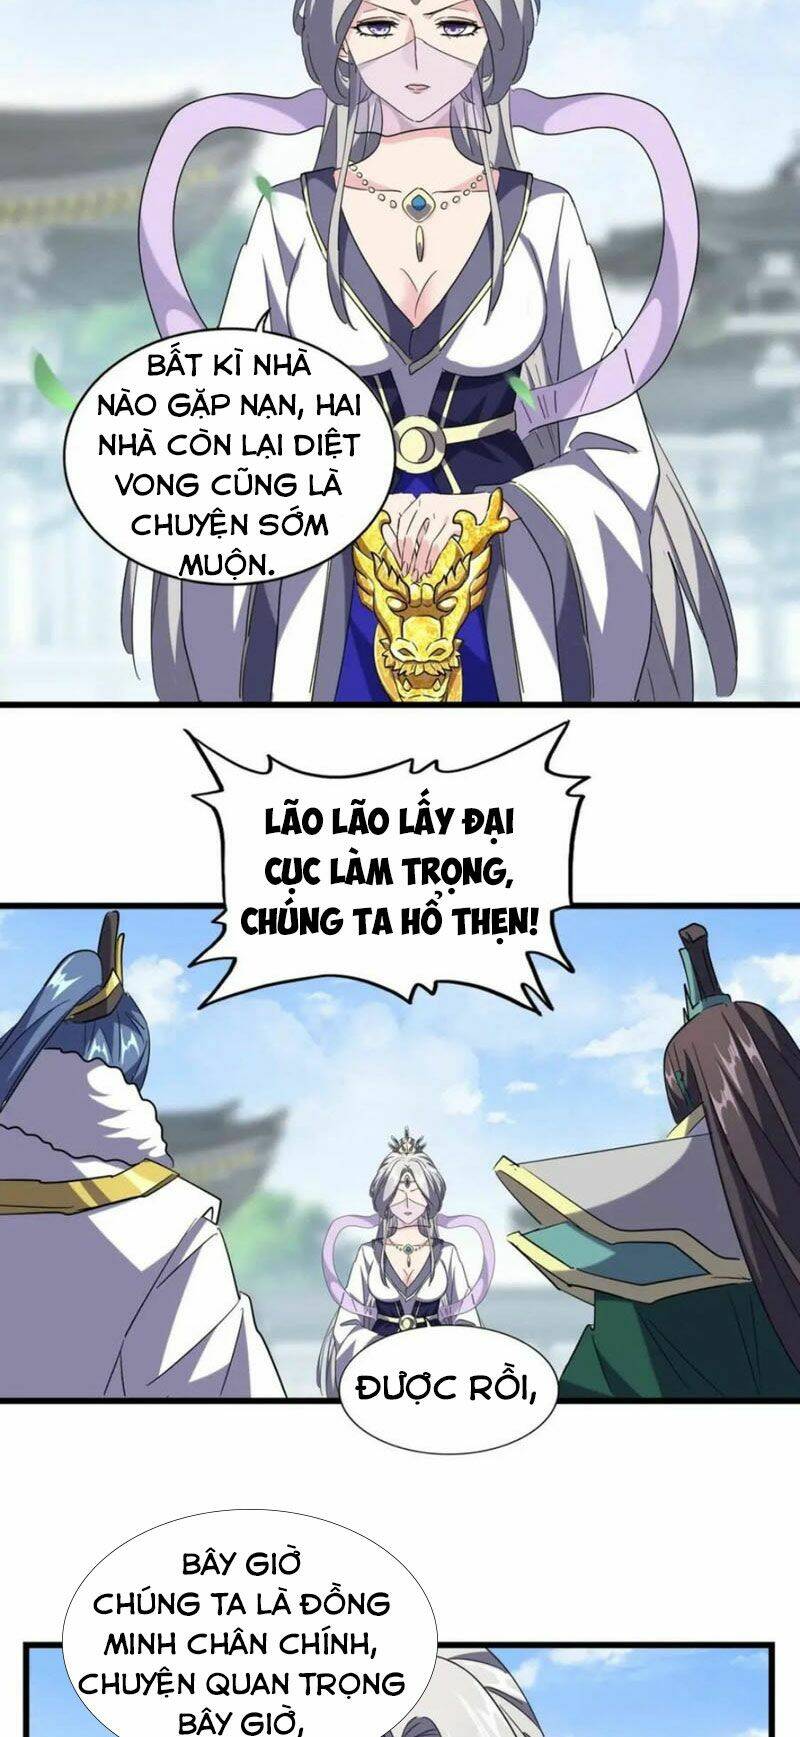 BẤT KÌ NHÀ
NÀO GẶP NẠN, HAI
NHÀ CÒN LẠI DIỆT
VONG CŨNG LÀ
CHUYỆN SỚM
MUỘN.
LÃO LÃO LẤY ĐẠI
CỤC LÀM TRỌNG,
CHÚNG TA HỔ THẸN!
ĐƯỢC RỒI,
BÂY GIỜ
CHÚNG TA LÀ ĐỒNG
MINH CHÂN CHÍNH,
CHUYỆN QUAN TRỌNG
BÂY GIỜ,